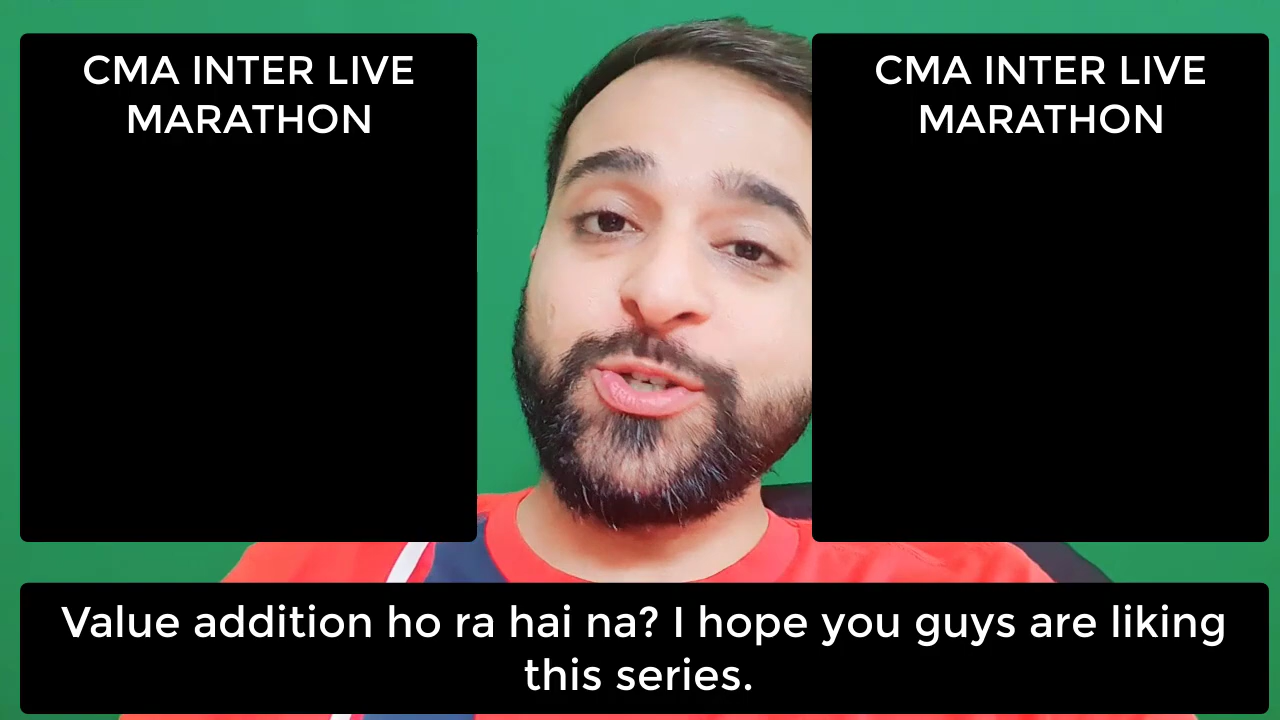 CMA INTER LIVE
MARATHON
CMA INTER LIVE
MARATHON
Value addition ho ra hai na? I hope you guys are liking
this series.